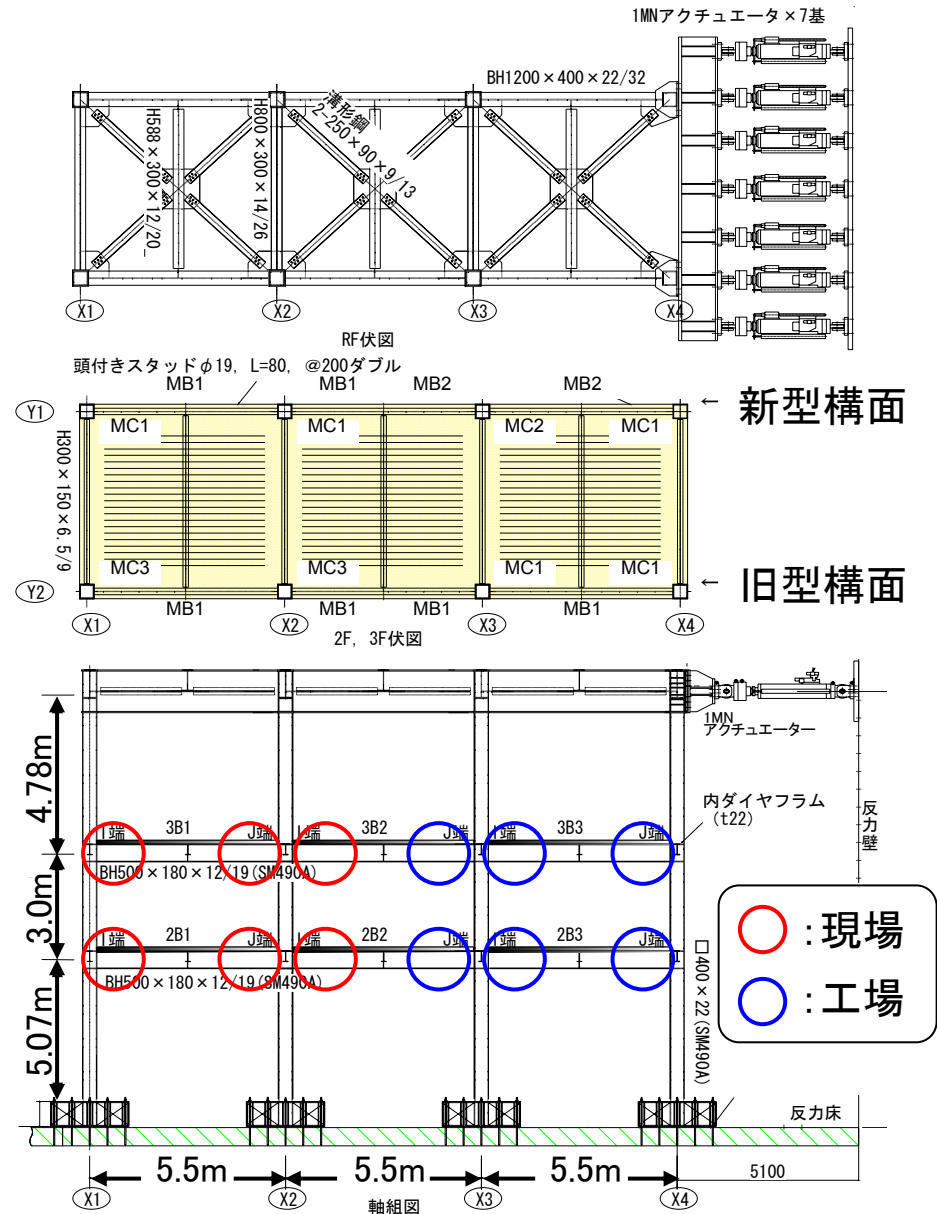 1MNアクチュエータ×7基
BH1200×400×22/32
H588×300×12/20
H800×300×14/26
溝形鋼
2-250×90×9/13
X1
X2
X3
X4
RF伏図
頭付きスタッドφ19, L=80, @200ダブル
MB1
MB1
MB2
MB2
Y1
MC1
MC1
MC2
MC1
← 新型構面
H300×150×6.5/9
MC3
MC3
MC1
MC1
Y2
← 旧型構面
MB1
MB1
MB1
MB1
X1
X2
X3
X4
2F, 3F伏図
1MN
アクチュエーター
4.78m
内ダイヤフラム
(t22)
反力壁
I端
3B1
J端
I端
3B2
J端
I端
3B3
J端
BH500×180×12/19(SM490A)
3.0m
I端
2B1
J端
I端
2B2
J端
I端
2B3
J端
BH500×180×12/19(SM490A)
:現場
:工場
□400×22(SM490A)
5.07m
反力床
5.5m
5.5m
5.5m
5100
X1
X2
X3
X4
軸組図